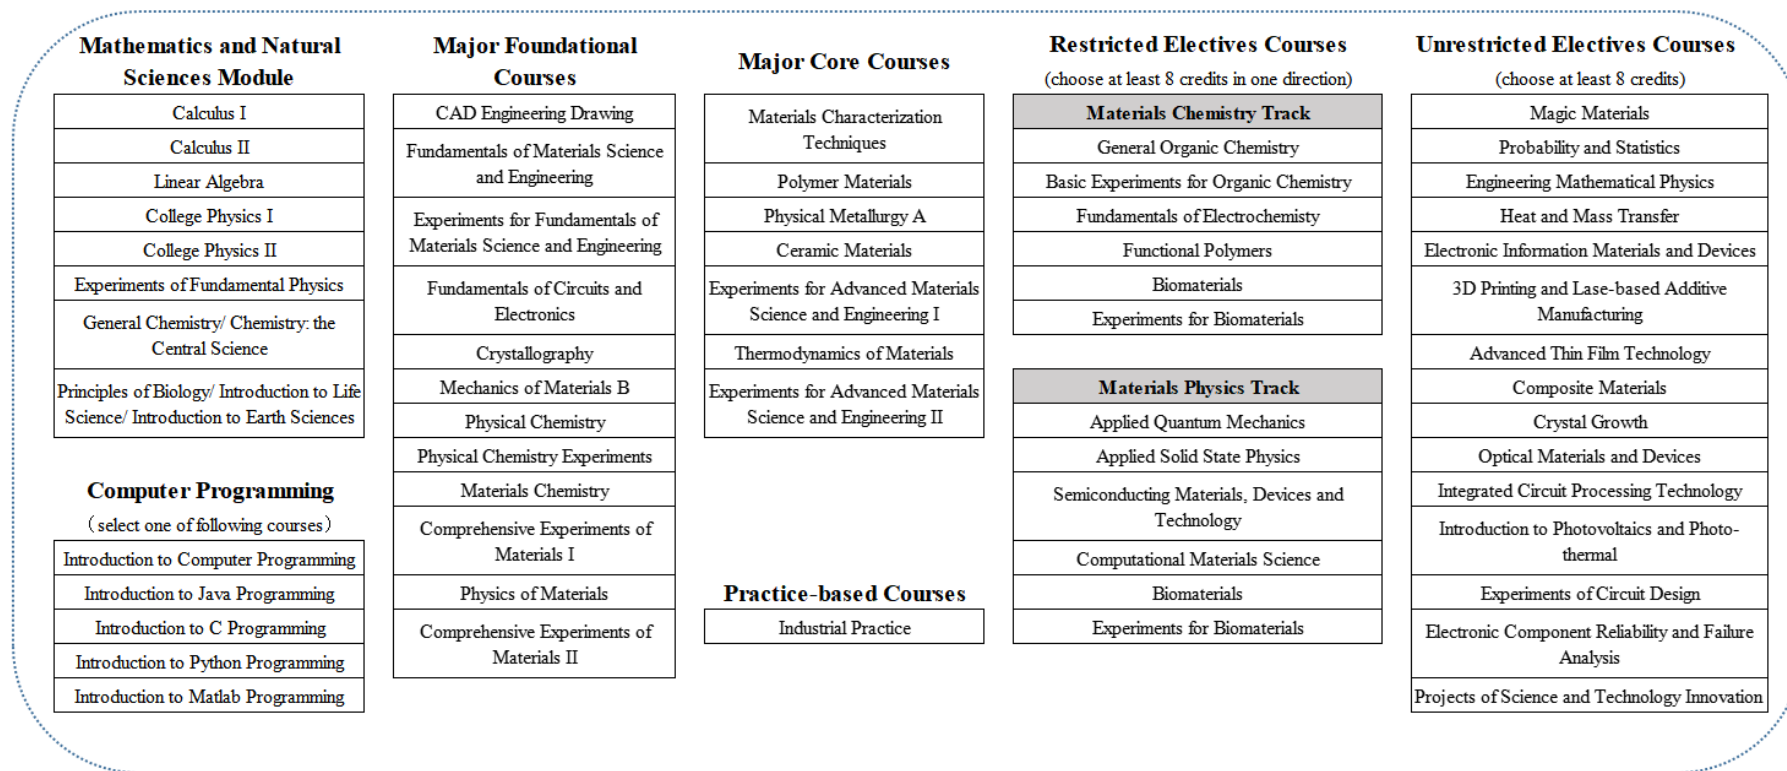 Mathematics and Natural
Sciences Module
Calculus I
Calculus II
Linear Algebra
College Physics I
College Physics II
Experiments of Fundamental Physics
General Chemistry/ Chemistry: the
Central Science
Principles of Biology/ Introduction to Life
Science/ Introduction to Earth Sciences
Computer Programming
（select one of following courses）
Introduction to Computer Programming
Introduction to Java Programming
Introduction to C Programming
Introduction to Python Programming
Introduction to Matlab Programming
Major Foundational
Courses
CAD Engineering Drawing
Fundamentals of Materials Science
and Engineering
Experiments for Fundamentals of
Materials Science and Engineering
Fundamentals of Circuits and
Electronics
Crystallography
Mechanics of Materials B
Physical Chemistry
Physical Chemistry Experiments
Materials Chemistry
Comprehensive Experiments of
Materials I
Physics of Materials
Comprehensive Experiments of
Materials II
Major Core Courses
Materials Characterization
Techniques
Polymer Materials
Physical Metallurgy A
Ceramic Materials
Experiments for Advanced Materials
Science and Engineering I
Thermodynamics of Materials
Experiments for Advanced Materials
Science and Engineering II
Practice-based Courses
Industrial Practice
Restricted Electives Courses
(choose at least 8 credits in one direction)
Materials Chemistry Track
General Organic Chemistry
Basic Experiments for Organic Chemistry
Fundamentals of Electrochemisty
Functional Polymers
Biomaterials
Experiments for Biomaterials
Materials Physics Track
Applied Quantum Mechanics
Applied Solid State Physics
Semiconducting Materials, Devices and
Technology
Computational Materials Science
Biomaterials
Experiments for Biomaterials
Unrestricted Electives Courses
(choose at least 8 credits)
Magic Materials
Probability and Statistics
Engineering Mathematical Physics
Heat and Mass Transfer
Electronic Information Materials and Devices
3D Printing and Lase-based Additive
Manufacturing
Advanced Thin Film Technology
Composite Materials
Crystal Growth
Optical Materials and Devices
Integrated Circuit Processing Technology
Introduction to Photovoltaics and Photo-
thermal
Experiments of Circuit Design
Electronic Component Reliability and Failure
Analysis
Projects of Science and Technology Innovation